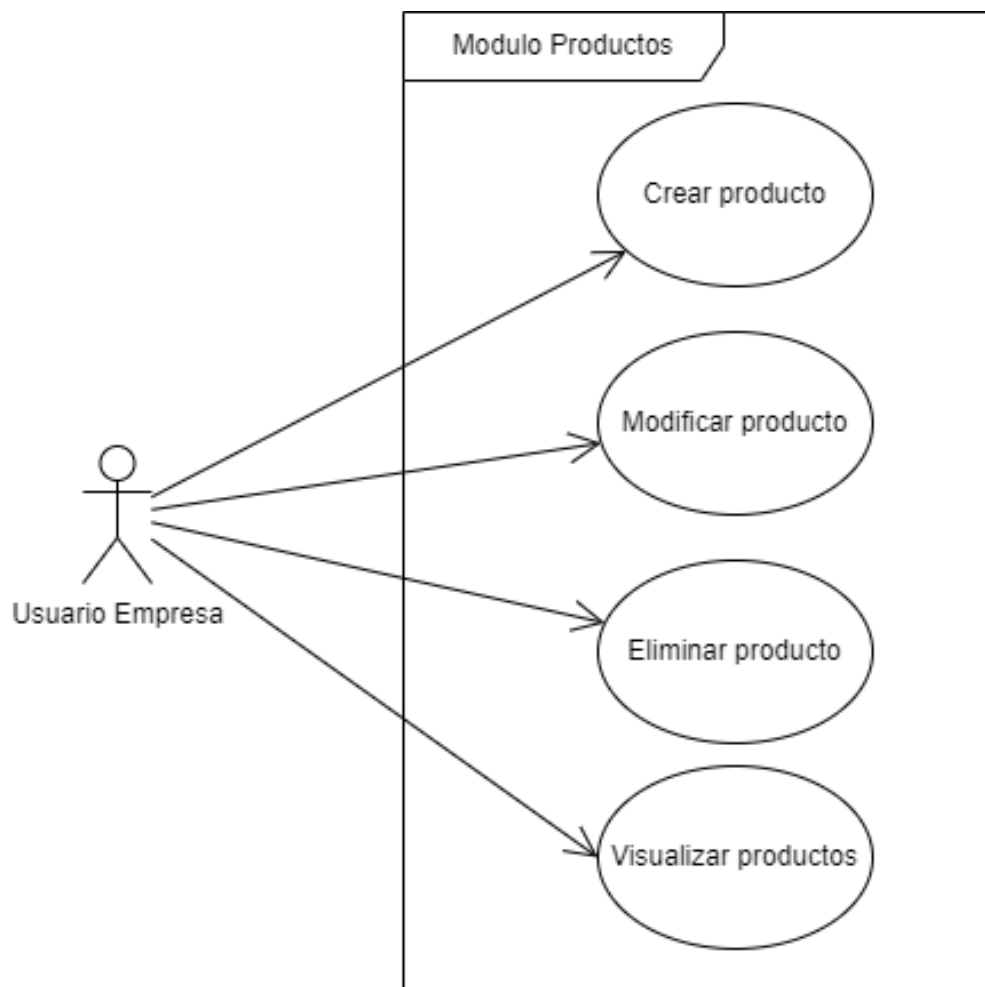 Modulo Productos
Crear producto
Modificar producto
Usuario Empresa
Eliminar producto
Visualizar productos